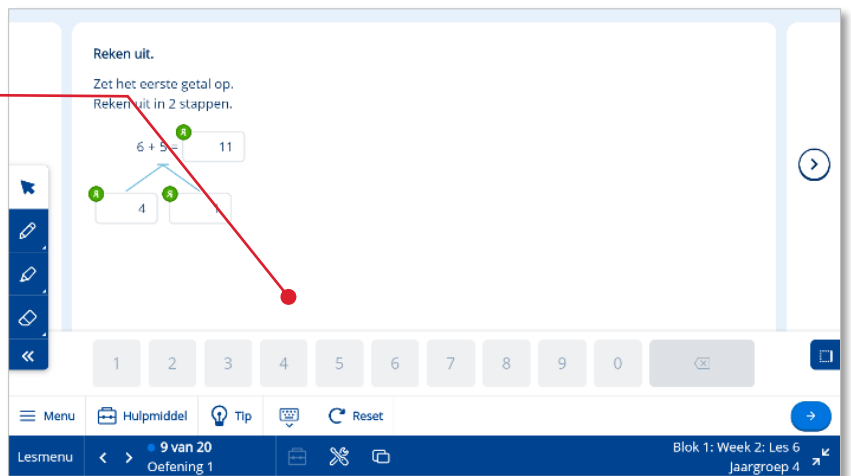 Reken uit.
Zet het eerste getal op.
Reken uit in 2 stappen.
6 + 5 = 11
4 1
1 2 3 4 5 6 7 8 9 0
Menu Hulpmiddel Tip Reset
Lesmenu 9 van 20 Blok 1: Week 2: Les 6
Oefening 1 Jaargroep 4